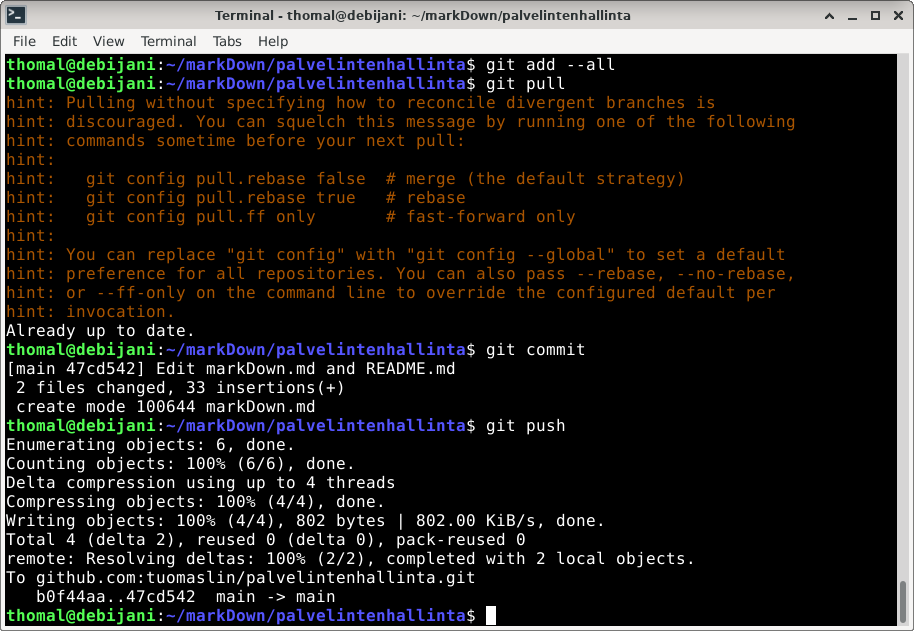 Terminal - thomal@debijani: ~/markDown/palvelintenhallinta
File Edit View Terminal Tabs Help
thomal@debijani:~/markDown/palvelintenhallinta$ git add --all
thomal@debijani:~/markDown/palvelintenhallinta$ git pull
hint: Pulling without specifying how to reconcile divergent branches is
hint: discouraged. You can squelch this message by running one of the following
hint: commands sometime before your next pull:
hint:
hint:   git config pull.rebase false  # merge (the default strategy)
hint:   git config pull.rebase true   # rebase
hint:   git config pull.ff only       # fast-forward only
hint:
hint: You can replace "git config" with "git config --global" to set a default
hint: preference for all repositories. You can also pass --rebase, --no-rebase,
hint: or --ff-only on the command line to override the configured default per
hint: invocation.
Already up to date.
thomal@debijani:~/markDown/palvelintenhallinta$ git commit
[main 47cd542] Edit markDown.md and README.md
 2 files changed, 33 insertions(+)
 create mode 100644 markDown.md
thomal@debijani:~/markDown/palvelintenhallinta$ git push
Enumerating objects: 6, done.
Counting objects: 100% (6/6), done.
Delta compression using up to 4 threads
Compressing objects: 100% (4/4), done.
Writing objects: 100% (4/4), 802 bytes | 802.00 KiB/s, done.
Total 4 (delta 2), reused 0 (delta 0), pack-reused 0
remote: Resolving deltas: 100% (2/2), completed with 2 local objects.
To github.com:tuomaslin/palvelintenhallinta.git
   b0f44aa..47cd542  main -> main
thomal@debijani:~/markDown/palvelintenhallinta$